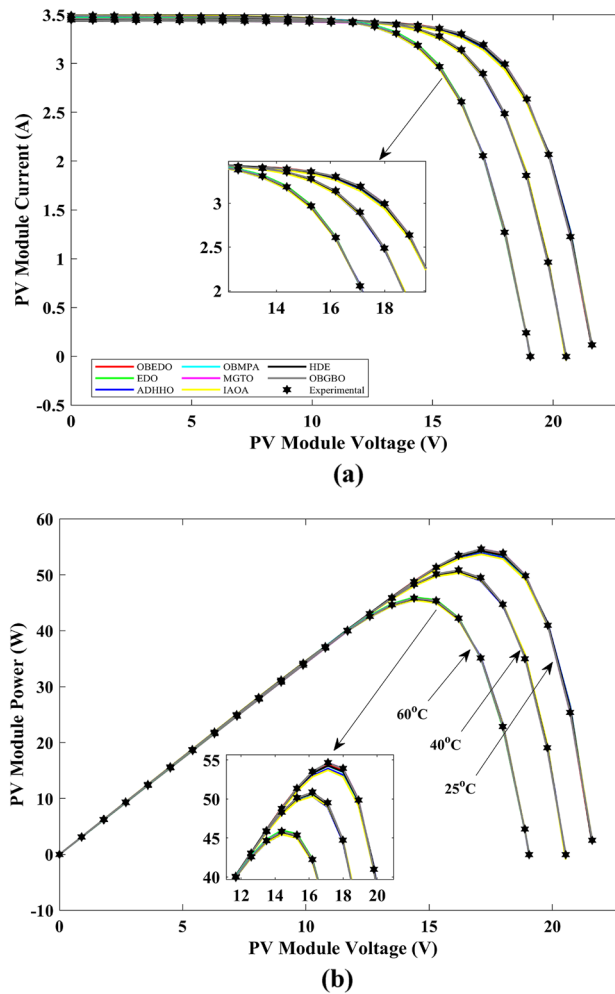 3.5
3
2.5
2
1.5
1
0.5
0
-0.5
PV Module Current (A)
3
2.5
2
14 16 18
OBEDO OBMPA HDE
EDO MGTO OBGBO
ADHHO IAOA Experimental
0 5 10 15 20
PV Module Voltage (V)
(a)
60
50
40
30
20
10
0
-10
PV Module Power (W)
60°C
40°C
25°C
55
50
45
40
12 14 16 18 20
0 5 10 15 20
PV Module Voltage (V)
(b)